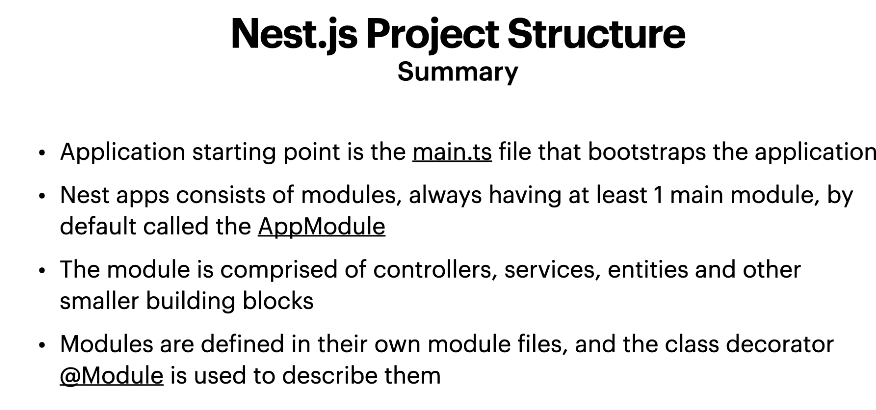 Nest.js Project Structure
Summary
• Application starting point is the main.ts file that bootstraps the application
• Nest apps consists of modules, always having at least 1 main module, by
default called the AppModule
• The module is comprised of controllers, services, entities and other
smaller building blocks
• Modules are defined in their own module files, and the class decorator
@Module is used to describe them